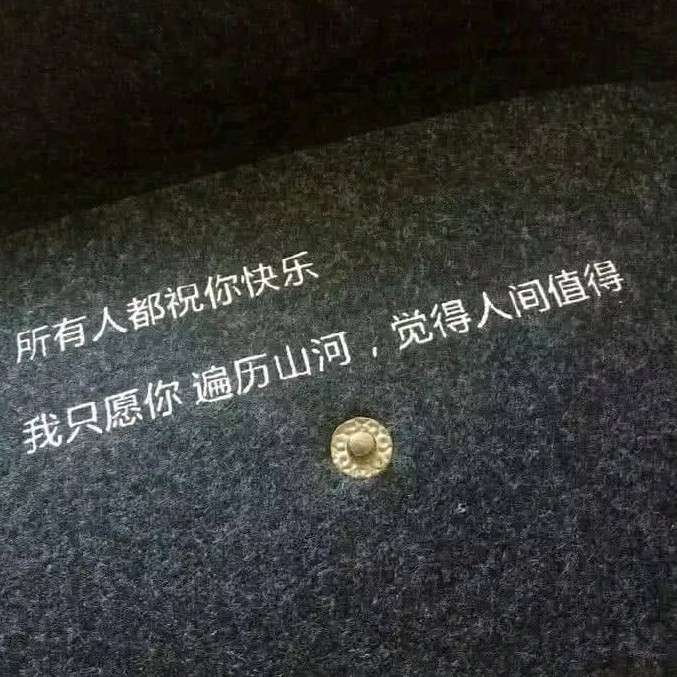 所有人都祝你快乐
我只愿你 遍历山河，觉得人间值得